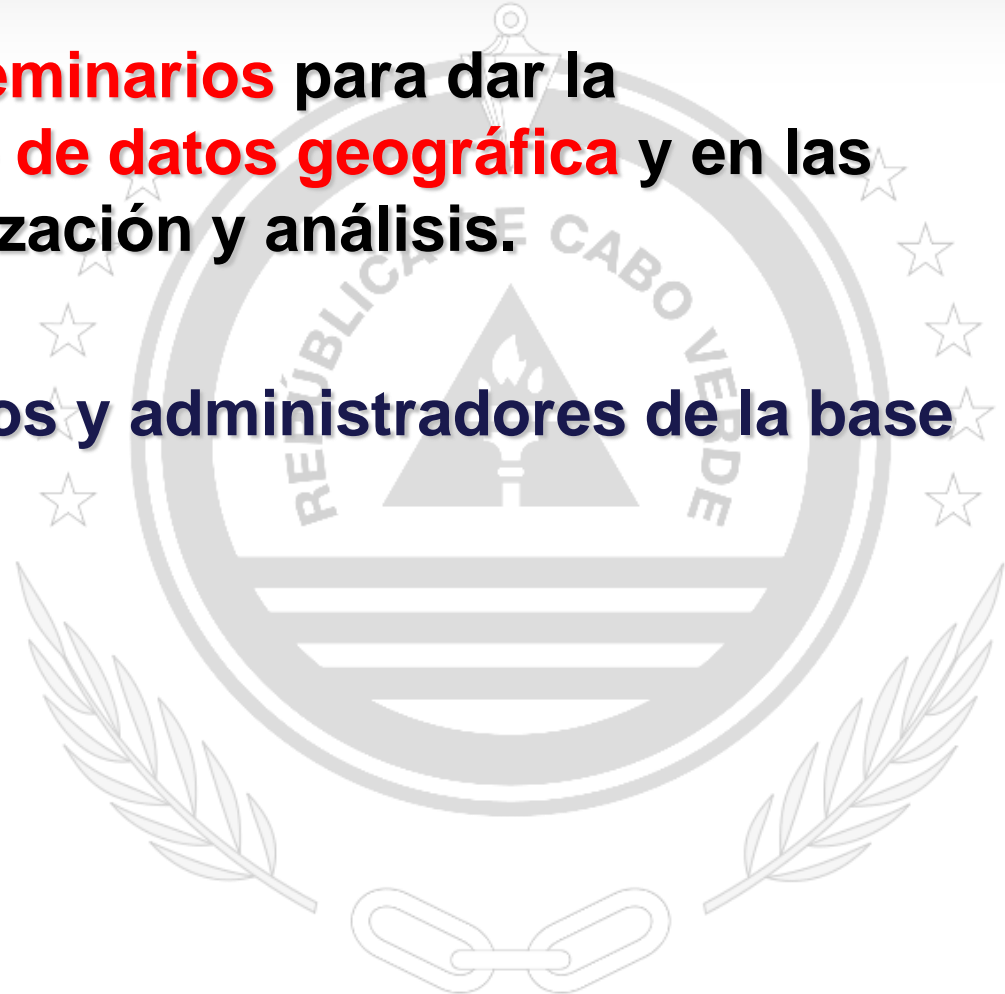 eminarios para dar la
de datos geográfica y en las
zación y análisis.
os y administradores de la base
REPÚBLICA DE CABO VERDE